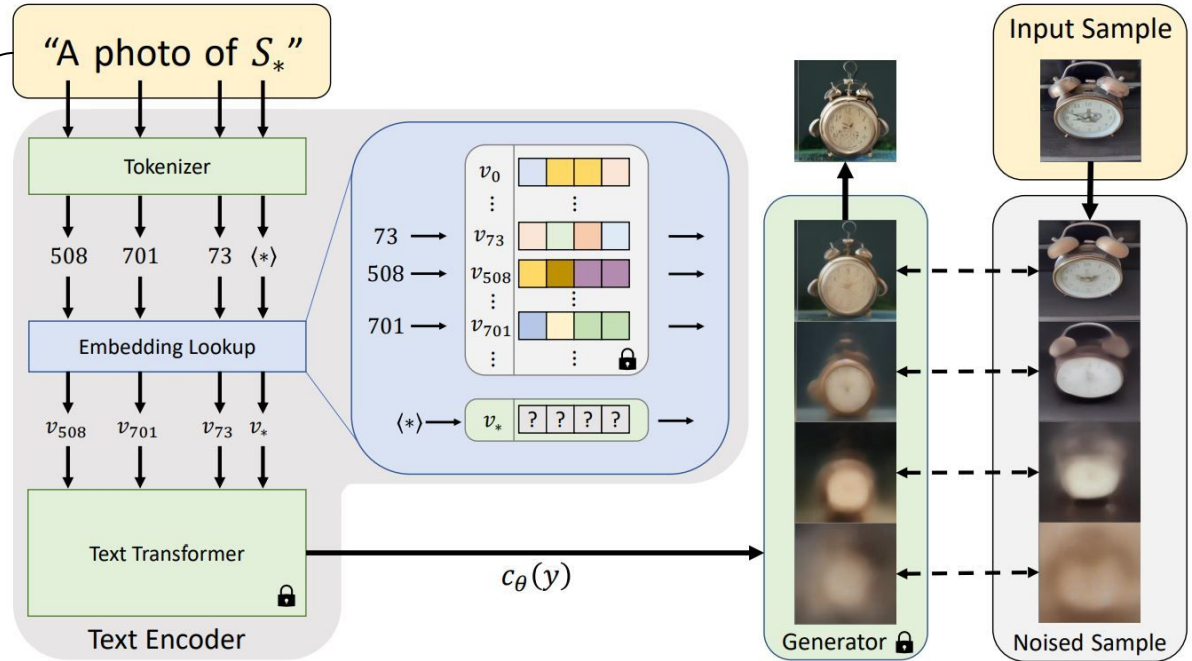 “A photo of S*”
Input Sample
Tokenizer
508 701 73 ⟨*⟩
Embedding Lookup
v508 v701 v73 v*
Text Transformer
Text Encoder
v0
⋮ ⋮
73 v73
508 v508
⋮ ⋮
701 v701
⋮ ⋮
⟨*⟩ v* ? ? ? ?
cθ(y)
Generator
Noised Sample